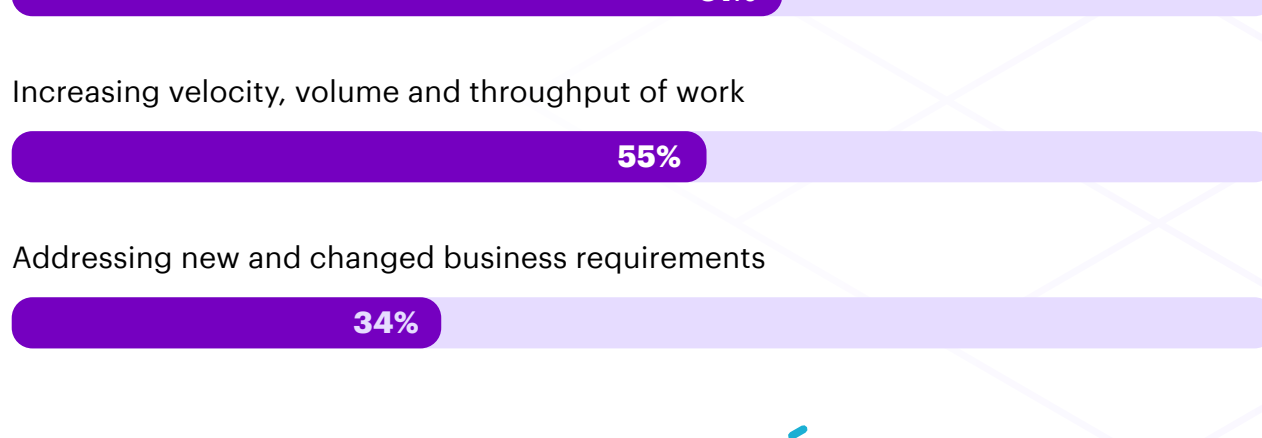 Increasing velocity, volume and throughput of work
55%
Addressing new and changed business requirements
34%